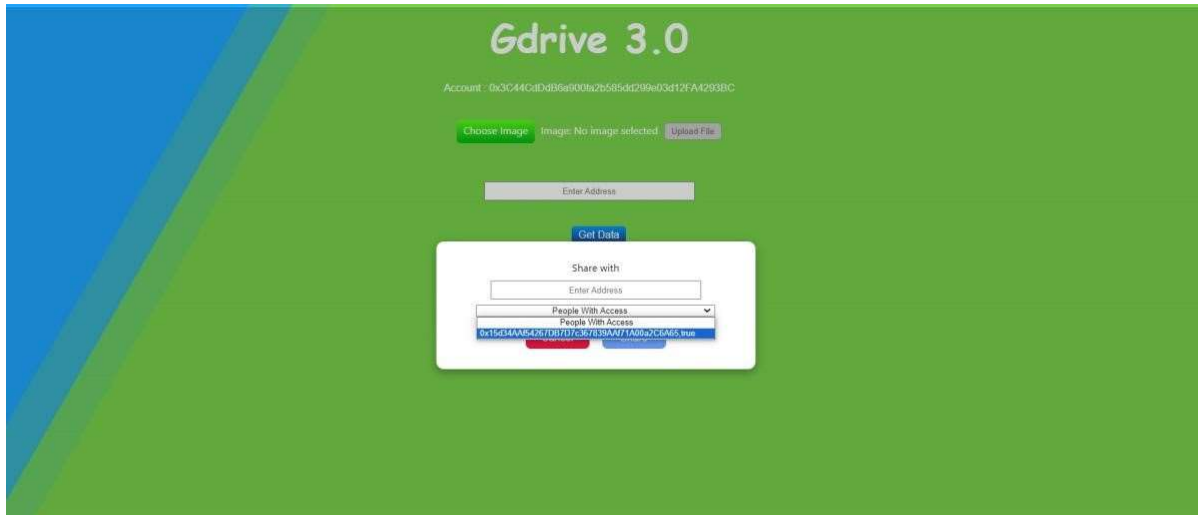 Gdrive 3.0
Account : 0x3C44CdDdB6a900fa2b585dd299e03d12FA4293BC
Choose Image Image: No image selected Upload File
Enter Address
Get Data
Share with
Enter Address
People With Access
People With Access
0x15d34AAf54267DB7D7c367839AAf71A00a2C6A65,true